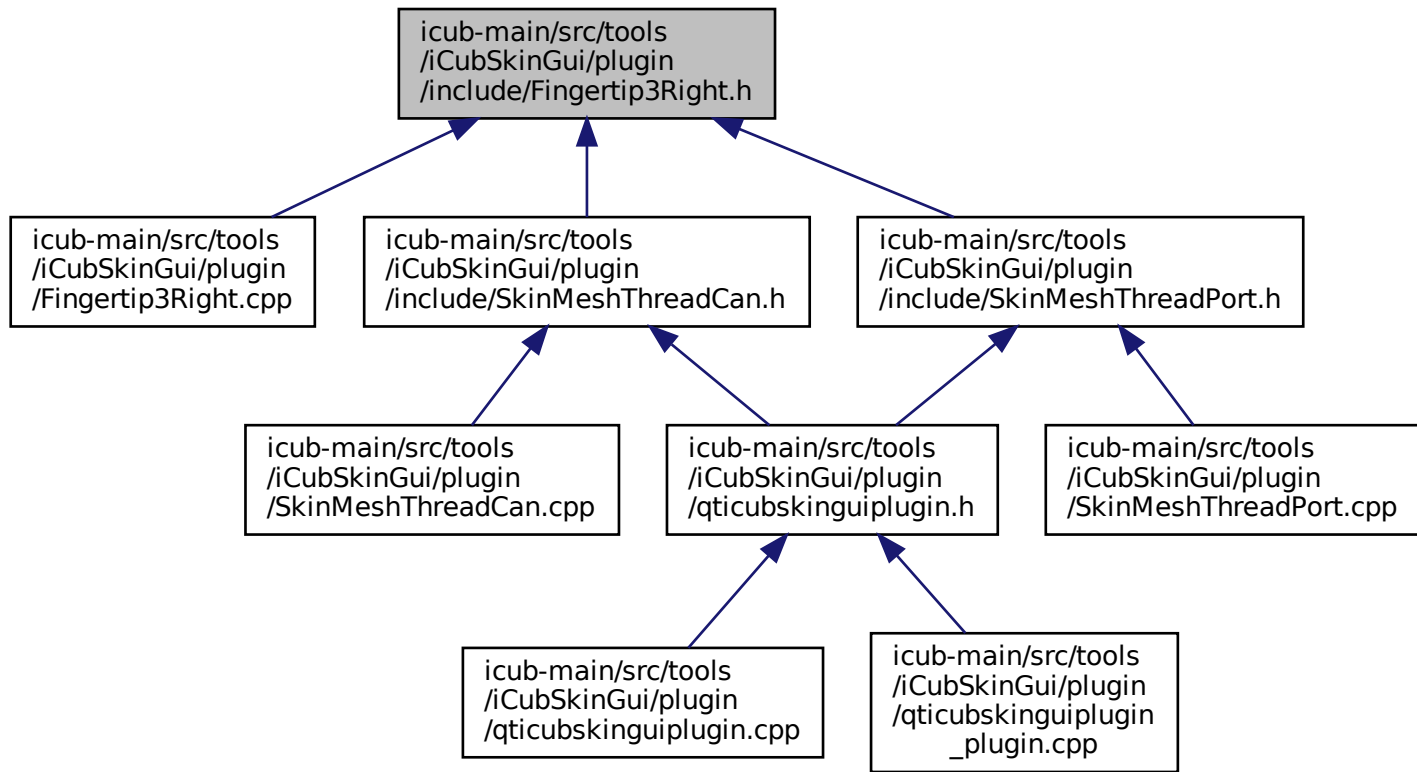 icub-main/src/tools
/iCubSkinGui/plugin
/include/Fingertip3Right.h
icub-main/src/tools
/iCubSkinGui/plugin
/Fingertip3Right.cpp
icub-main/src/tools
/iCubSkinGui/plugin
/include/SkinMeshThreadCan.h
icub-main/src/tools
/iCubSkinGui/plugin
/include/SkinMeshThreadPort.h
icub-main/src/tools
/iCubSkinGui/plugin
/SkinMeshThreadCan.cpp
icub-main/src/tools
/iCubSkinGui/plugin
/qticubskinguiplugin.h
icub-main/src/tools
/iCubSkinGui/plugin
/SkinMeshThreadPort.cpp
icub-main/src/tools
/iCubSkinGui/plugin
/qticubskinguiplugin.cpp
icub-main/src/tools
/iCubSkinGui/plugin
/qticubskinguiplugin
_plugin.cpp